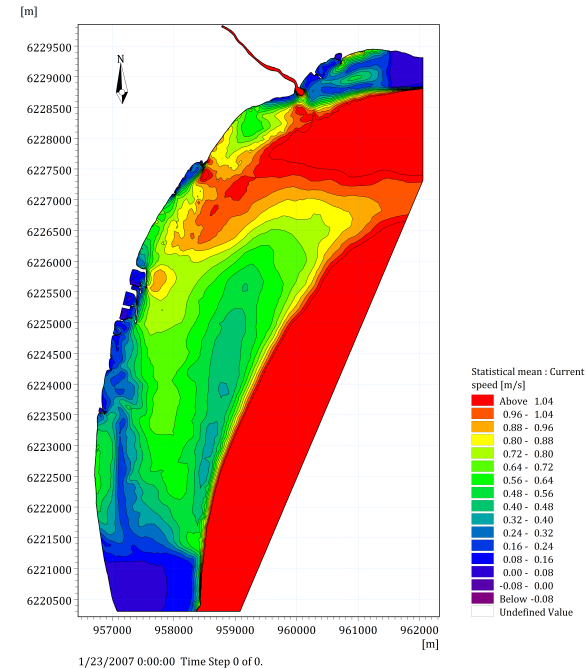 [m]
6229500
N
6229000
6228500
6228000
6227500
6227000
6226500
6226000
6225500
6225000
6224500
6224000
6223500
6223000
6222500
6222000
6221500
6221000
6220500
957000 958000 959000 960000 961000 962000
[m]
1/23/2007 0:00:00 Time Step 0 of 0.
Statistical mean : Current
speed [m/s]
Above 1.04
0.96 - 1.04
0.88 - 0.96
0.80 - 0.88
0.72 - 0.80
0.64 - 0.72
0.56 - 0.64
0.48 - 0.56
0.40 - 0.48
0.32 - 0.40
0.24 - 0.32
0.16 - 0.24
0.08 - 0.16
0.00 - 0.08
-0.08 - 0.00
Below -0.08
Undefined Value